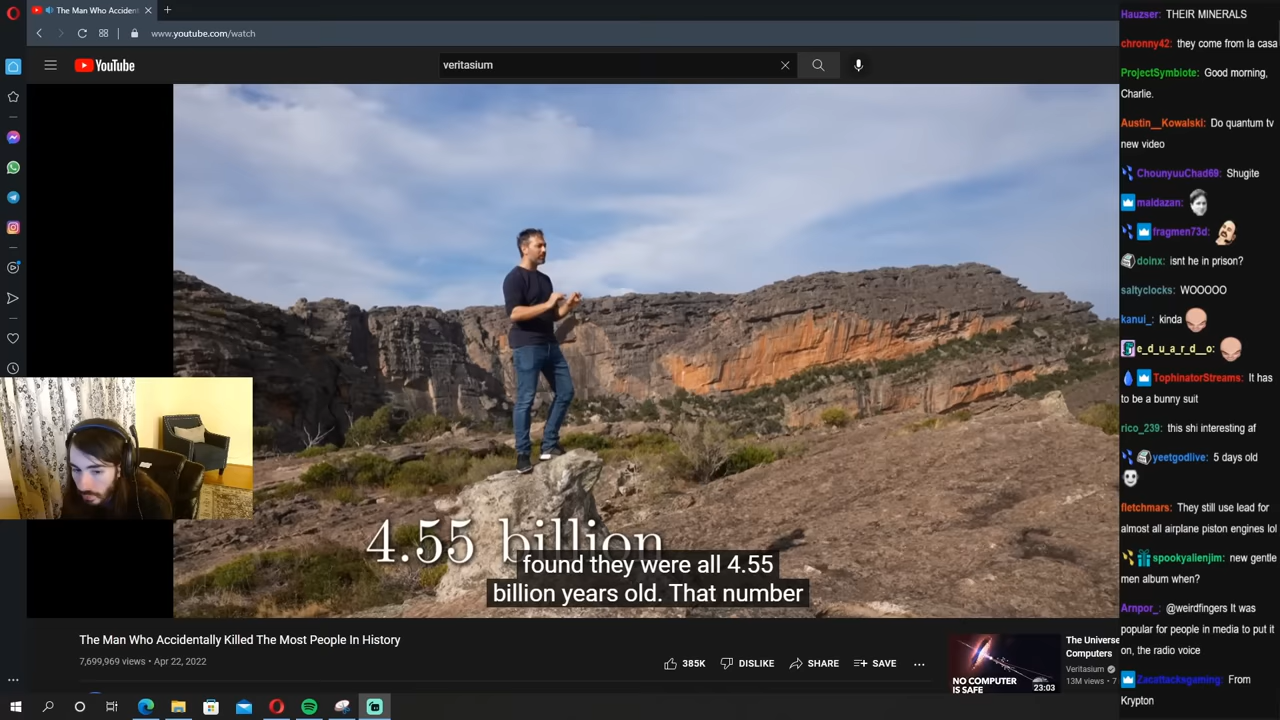 The Man Who Acciden
www.youtube.com/watch
YouTube
veritasium
4.55 billion
found they were all 4.55
billion years old. That number
The Man Who Accidentally Killed The Most People In History
7,699,969 views • Apr 22, 2022
385K
DISLIKE
SHARE
SAVE
NO COMPUTER
IS SAFE
23:03
The Universe
Computers
Veritasium
13M views • 7
Hauzser: THEIR MINERALS
chronny42: they come from la casa
ProjectSymbiote: Good morning,
Charlie.
Austin__Kowalski: Do quantum tv
new video
ChounyuuChad69: Shugite
maidazan:
fragmen73d:
doinx: isnt he in prison?
saltyclocks: WOOOOO
kanui_: kinda
e_d_u_a_r_d__o:
TophinatorStreams: It has
to be a bunny suit
rico_239: this shi interesting af
yeetgodlive: 5 days old
fletchmars: They still use lead for
almost all airplane piston engines lol
spookyallenjim: new gentle
men album when?
Arnpor_: @weirdfingers It was
popular for people in media to put it
on, the radio voice
Zacattacksgaming: From
Krypton